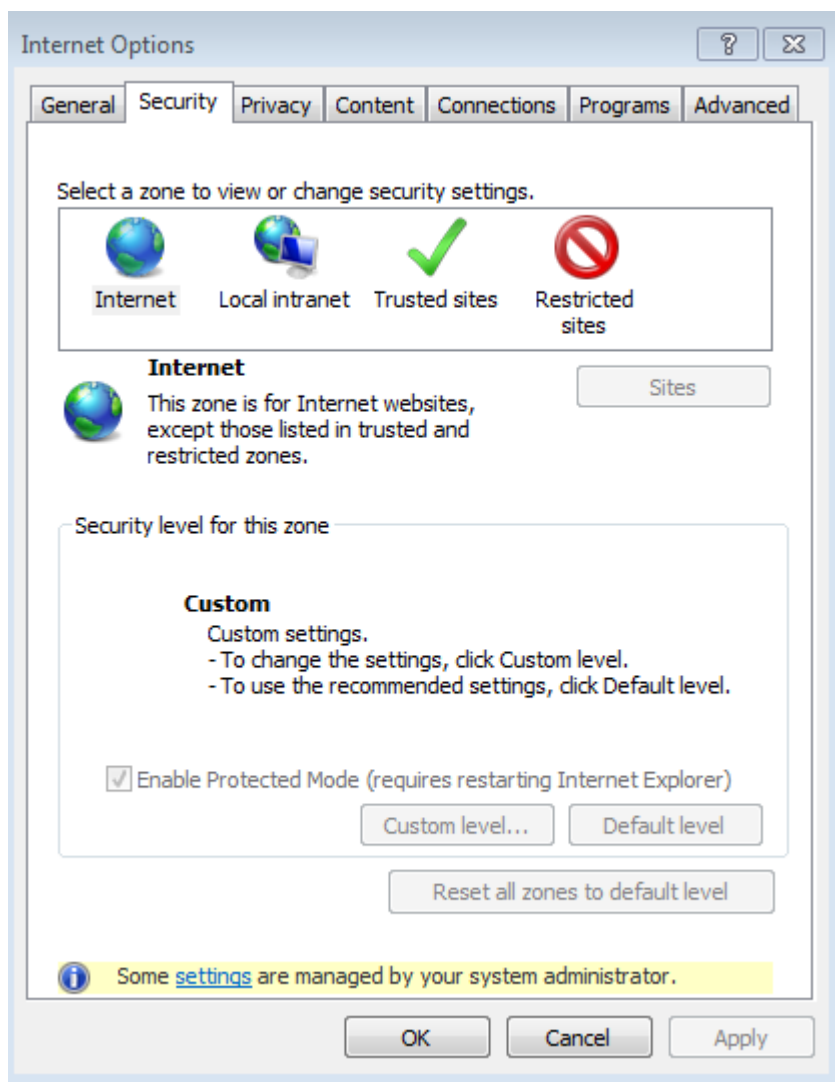 Internet Options
General Security Privacy Content Connections Programs Advanced
Select a zone to view or change security settings.
Internet Local intranet Trusted sites Restricted sites
Internet
This zone is for Internet websites,
except those listed in trusted and
restricted zones.
Sites
Security level for this zone
Custom
Custom settings.
- To change the settings, click Custom level.
- To use the recommended settings, click Default level.
Enable Protected Mode (requires restarting Internet Explorer)
Custom level... Default level
Reset all zones to default level
Some settings are managed by your system administrator.
OK Cancel Apply